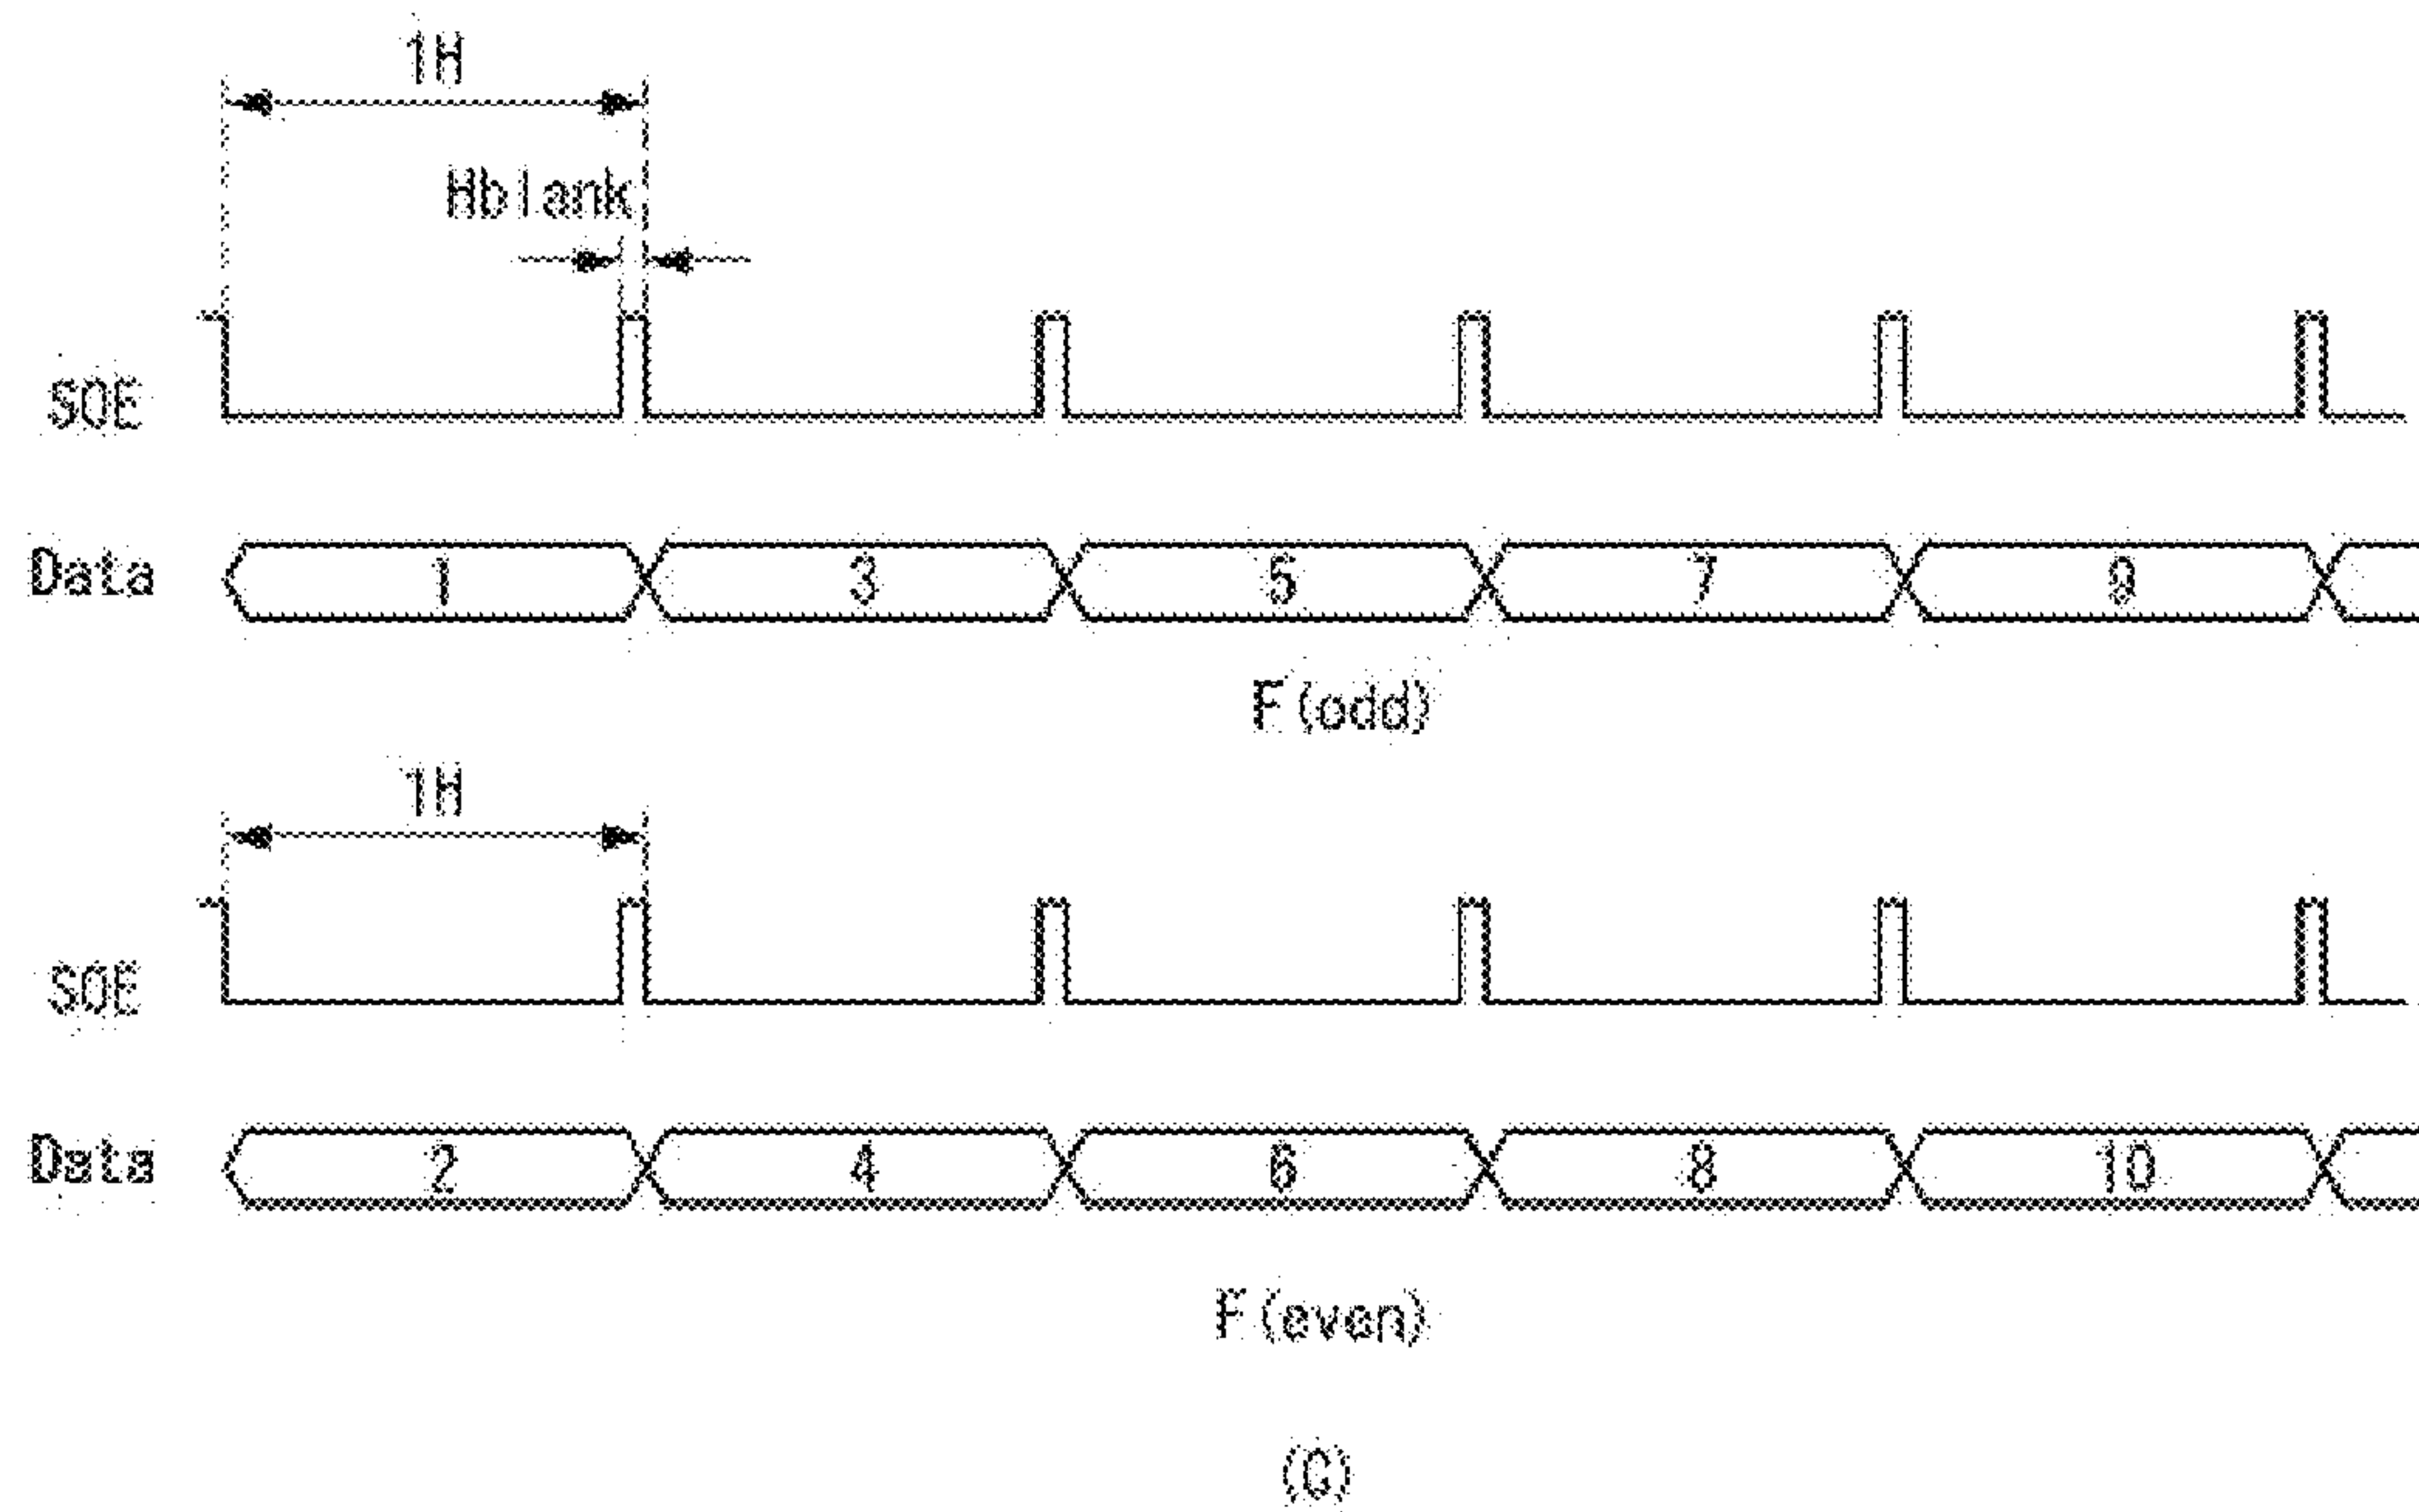 1H
Hblank
SOE
Data 1 3 5 7 9
F(odd)
1H
SOE
Data 2 4 6 8 10
F(even)
(G)